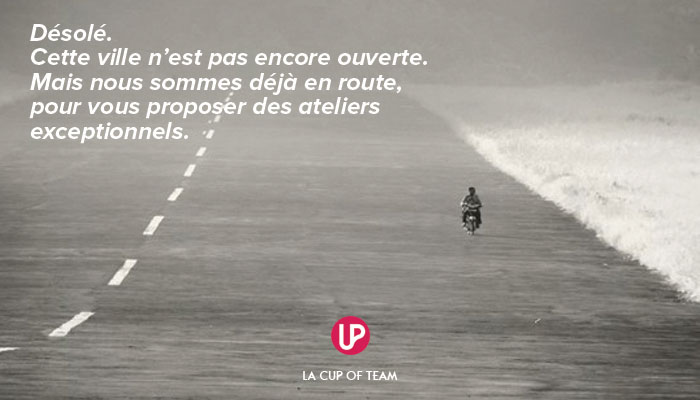 Désolé.
Cette ville n’est pas encore ouverte.
Mais nous sommes déjà en route,
pour vous proposer des ateliers
exceptionnels.
UP
LA CUP OF TEAM